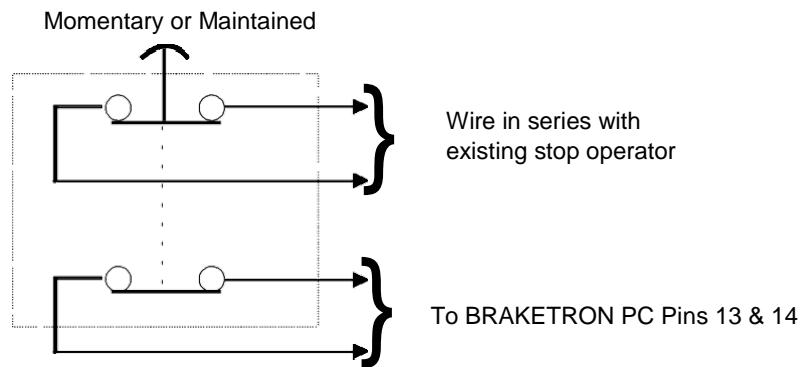 Momentary or Maintained
Wire in series with
existing stop operator
To BRAKETRON PC Pins 13 & 14